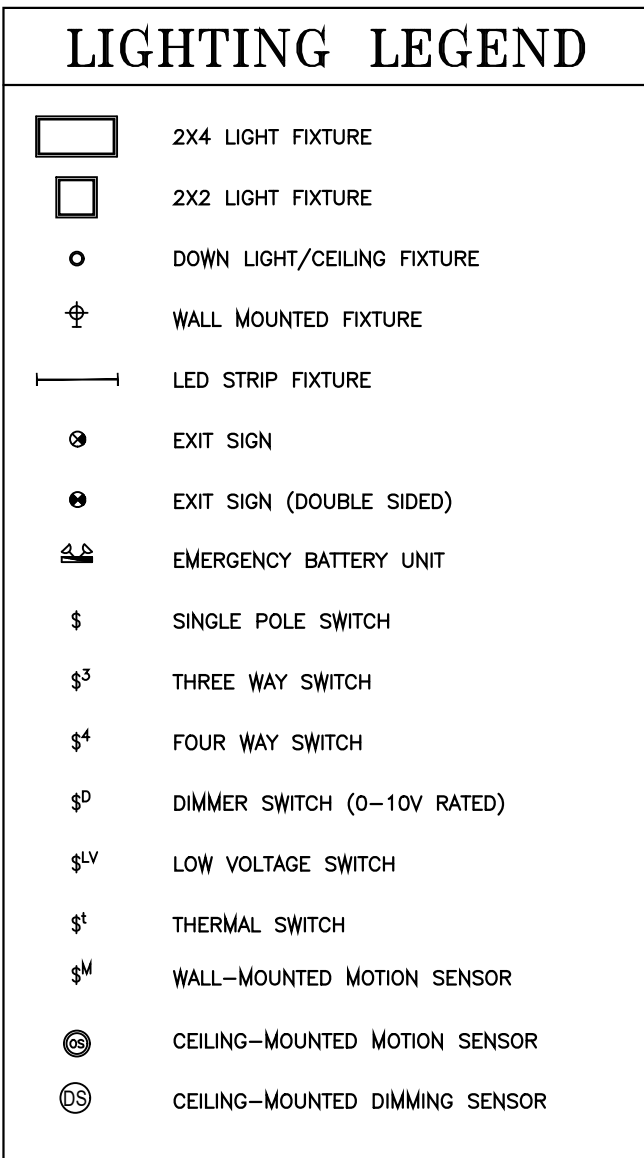 LIGHTING LEGEND
2X4 LIGHT FIXTURE
2X2 LIGHT FIXTURE
DOWN LIGHT/CEILING FIXTURE
WALL MOUNTED FIXTURE
LED STRIP FIXTURE
EXIT SIGN
EXIT SIGN (DOUBLE SIDED)
EMERGENCY BATTERY UNIT
$ SINGLE POLE SWITCH
$3 THREE WAY SWITCH
$4 FOUR WAY SWITCH
$D DIMMER SWITCH (0-10V RATED)
$LV LOW VOLTAGE SWITCH
$t THERMAL SWITCH
$M WALL-MOUNTED MOTION SENSOR
OS CEILING-MOUNTED MOTION SENSOR
DS CEILING-MOUNTED DIMMING SENSOR